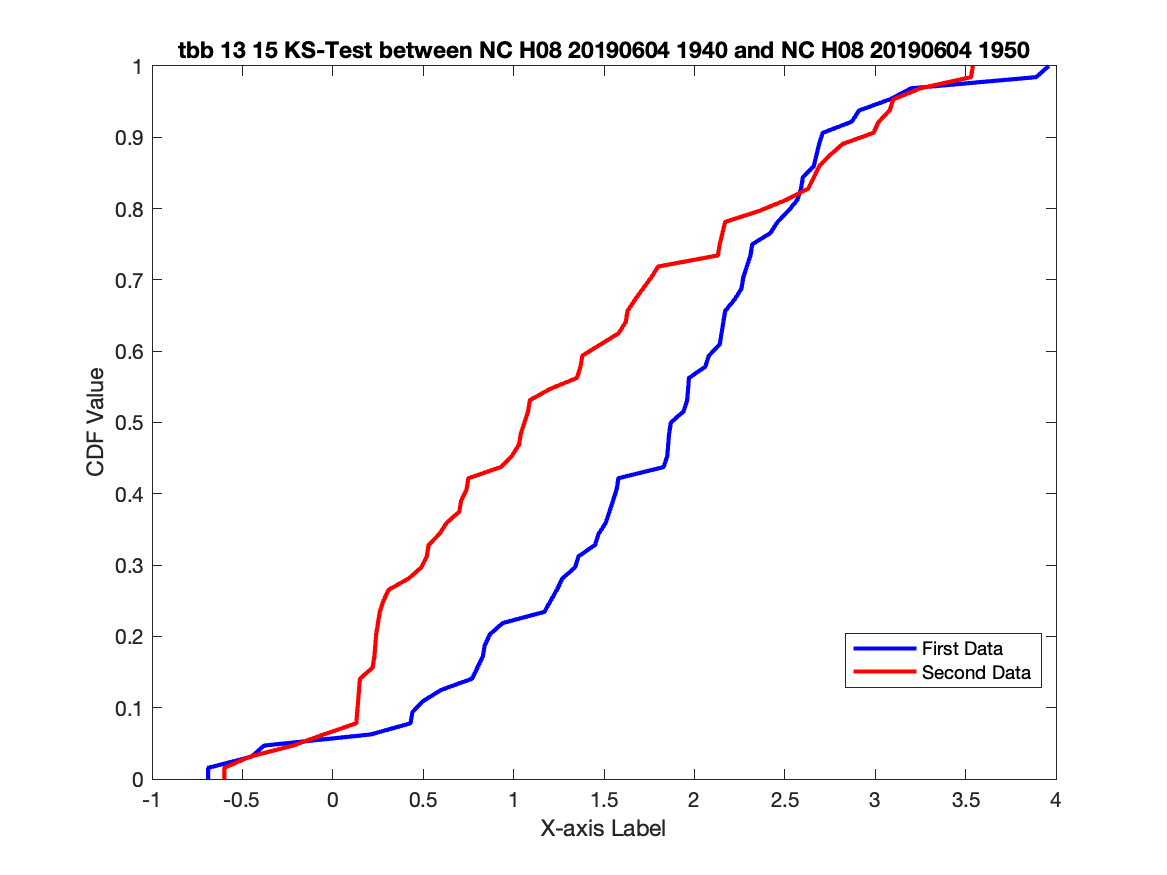 tbb 13 15 KS-Test between NC H08 20190604 1940 and NC H08 20190604 1950
1
0.9
0.8
0.7
0.6
0.5
0.4
0.3
0.2
0.1
0
CDF Value
First Data
Second Data
-1 -0.5 0 0.5 1 1.5 2 2.5 3 3.5 4
X-axis Label